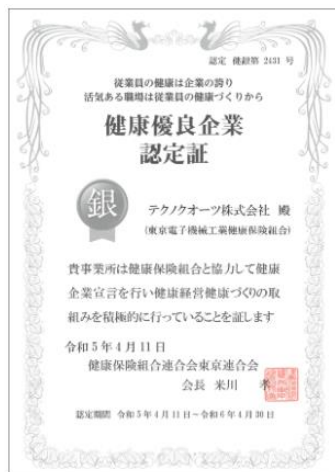 認定 健銀第 2431 号
従業員の健康は企業の誇り
活気ある職場は従業員の健康づくりから
健康優良企業
認定証
銀
テクノクオーツ株式会社 殿
(東京電子機械工業健康保険組合)
貴事業所は健康保険組合と協力して健康
企業宣言を行い健康経営健康づくりの取
組みを積極的に行っていることを証します
令和5年4月11日
健康保険組合連合会東京連合会
会長 米川 孝
認定期間 令和5年4月11日~令和6年4月30日